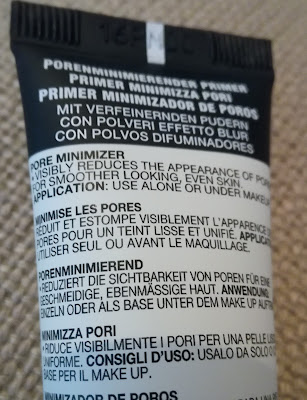 PORENMINIMIERENDER PRIMER
PRIMER MINIMIZZA PORI
PRIMER MINIMIZADOR DE POROS
MIT VERFEINERNDEN PUDERN
CON POLVERI EFFETTO BLUR
CON POLVOS DIFUMINADORES
PORE MINIMIZER
• VISIBLY REDUCES THE APPEARANCE OF
FOR SMOOTHER LOOKING, EVEN SKIN.
APPLICATION: USE ALONE OR UNDER
MINIMISE LES PORES
RÉDUIT ET ESTOMPE VISIBLEMENT L'APPARENCE
PORES POUR UN TEINT LISSE ET UNIFIÉ.
UTILISER SEUL OU AVANT LE MAQUILLAGE.
PORENMINIMIEREND
• REDUZIERT DIE SICHTBARKEIT VON POREN FÜR EINE
GESCHMEIDIGE, EBENMÄSSIGE HAUT. ANWENDUNG
EINZELN ODER ALS BASE UNTER DEM MAKE UP
MINIMIZZA PORI
• RIDUCE VISIBILMENTE I PORI PER UNA PELLE
UNIFORME. CONSIGLI D'USO: USALO DA SOLO O
BASE PER IL MAKE UP.
MINIMIZADOR DE POROS